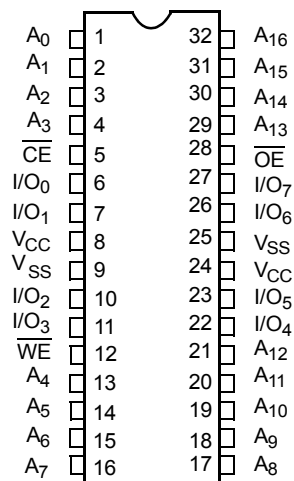 A0 1 32 A16
A1 2 31 A15
A2 3 30 A14
A3 4 29 A13
C̅E̅ 5 28 O̅E̅
I/O0 6 27 I/O7
I/O1 7 26 I/O6
VCC 8 25 VSS
VSS 9 24 VCC
I/O2 10 23 I/O5
I/O3 11 22 I/O4
W̅E̅ 12 21 A12
A4 13 20 A11
A5 14 19 A10
A6 15 18 A9
A7 16 17 A8